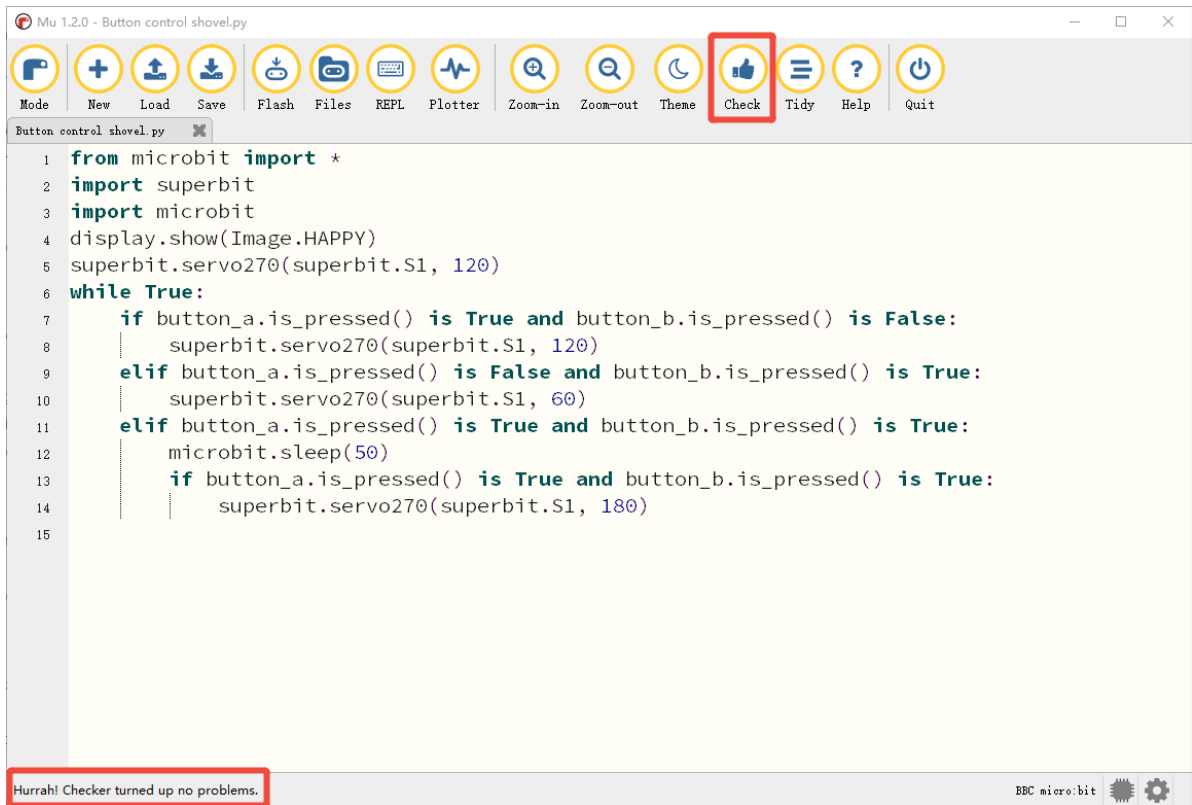 Mu 1.2.0 - Button control shovel.py
Mode New Load Save Flash Files REPL Plotter Zoom-in Zoom-out Theme Check Tidy Help Quit
Button control shovel.py
1 from microbit import *
2 import superbit
3 import microbit
4 display.show(Image.HAPPY)
5 superbit.servo270(superbit.S1, 120)
6 while True:
7     if button_a.is_pressed() is True and button_b.is_pressed() is False:
8         superbit.servo270(superbit.S1, 120)
9     elif button_a.is_pressed() is False and button_b.is_pressed() is True:
10         superbit.servo270(superbit.S1, 60)
11     elif button_a.is_pressed() is True and button_b.is_pressed() is True:
12         microbit.sleep(50)
13         if button_a.is_pressed() is True and button_b.is_pressed() is True:
14             superbit.servo270(superbit.S1, 180)
15
Hurrah! Checker turned up no problems. BBC micro:bit